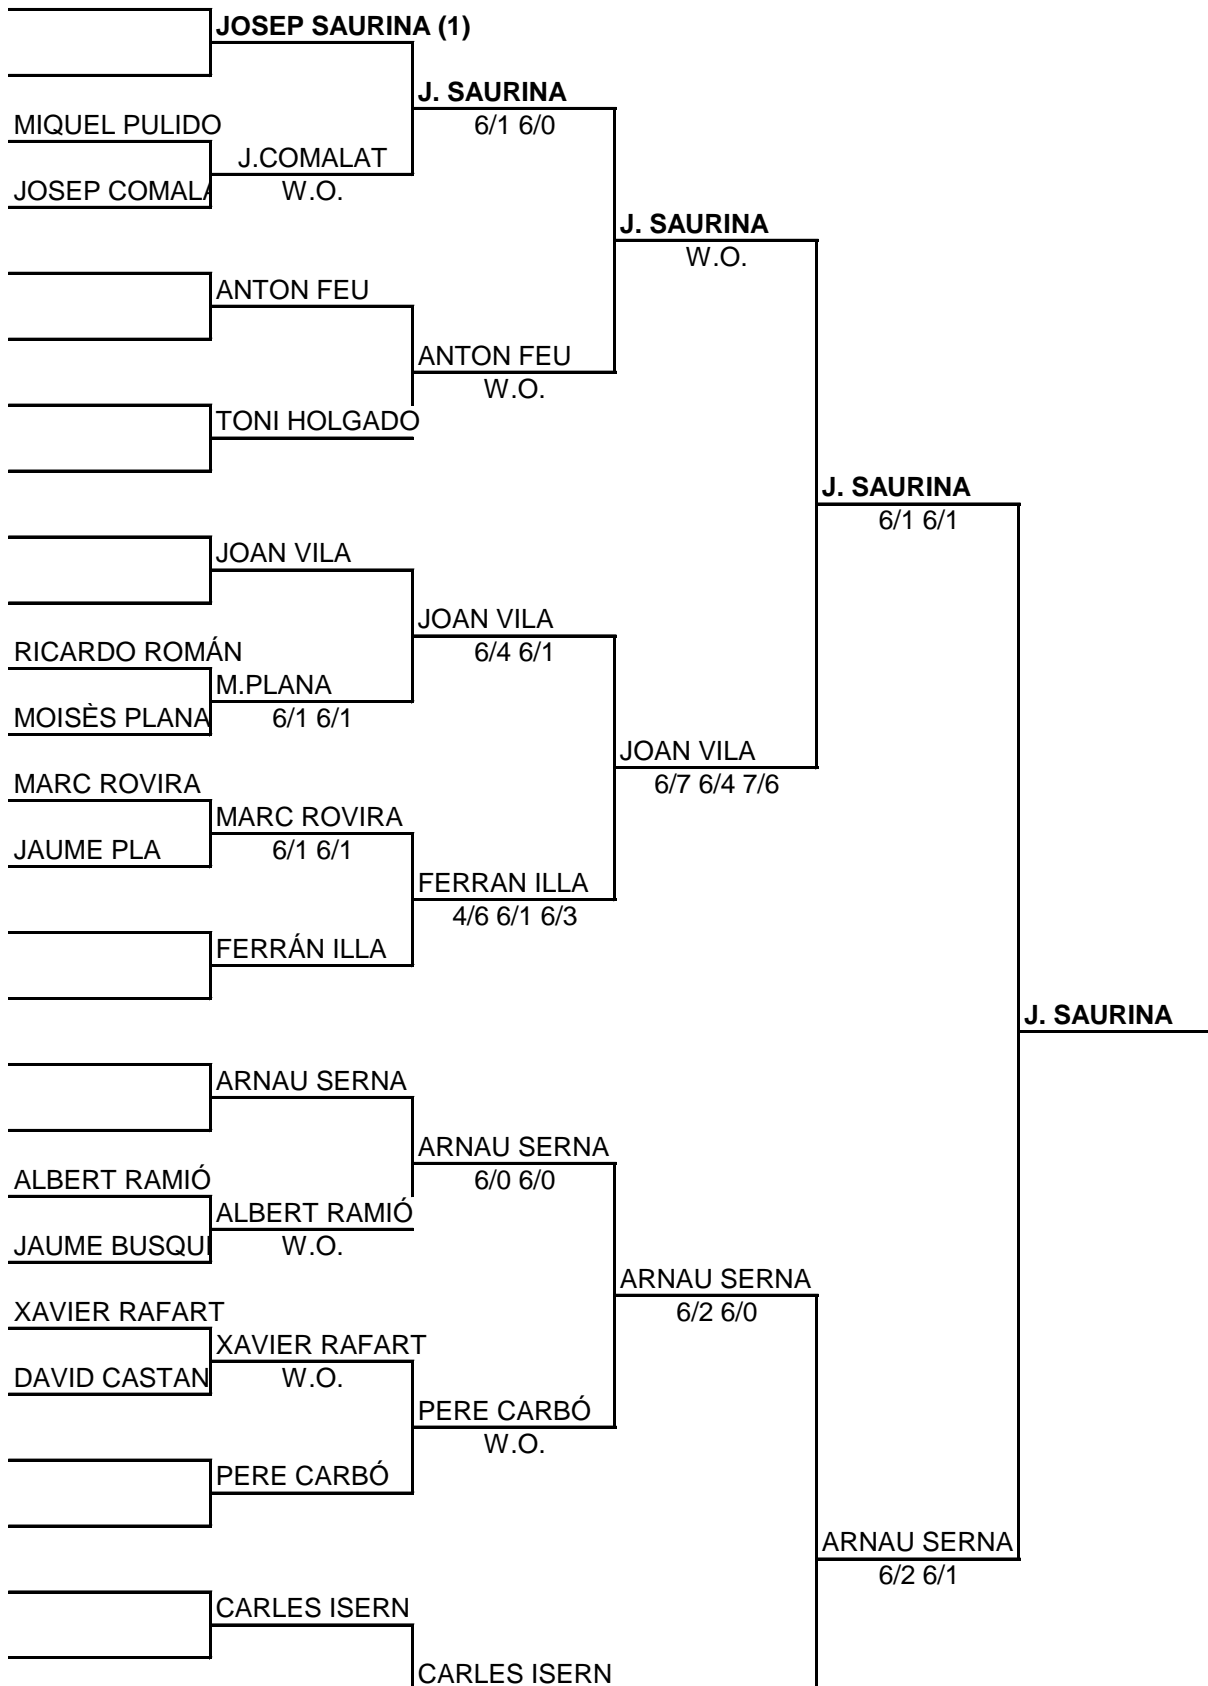 JOSEP SAURINA (1)
J. SAURINA
6/1 6/0
MIQUEL PULIDO
J.COMALAT
W.O.
JOSEP COMALA
J. SAURINA
W.O.
ANTON FEU
ANTON FEU
W.O.
TONI HOLGADO
J. SAURINA
6/1 6/1
JOAN VILA
JOAN VILA
6/4 6/1
RICARDO ROMÁN
M.PLANA
6/1 6/1
MOISÈS PLANA
JOAN VILA
6/7 6/4 7/6
MARC ROVIRA
MARC ROVIRA
6/1 6/1
JAUME PLA
FERRAN ILLA
4/6 6/1 6/3
FERRÁN ILLA
J. SAURINA
ARNAU SERNA
ARNAU SERNA
6/0 6/0
ALBERT RAMIÓ
ALBERT RAMIÓ
W.O.
JAUME BUSQU
ARNAU SERNA
6/2 6/0
XAVIER RAFART
XAVIER RAFART
W.O.
DAVID CASTAN
PERE CARBÓ
W.O.
PERE CARBÓ
ARNAU SERNA
6/2 6/1
CARLES ISERN
CARLES ISERN